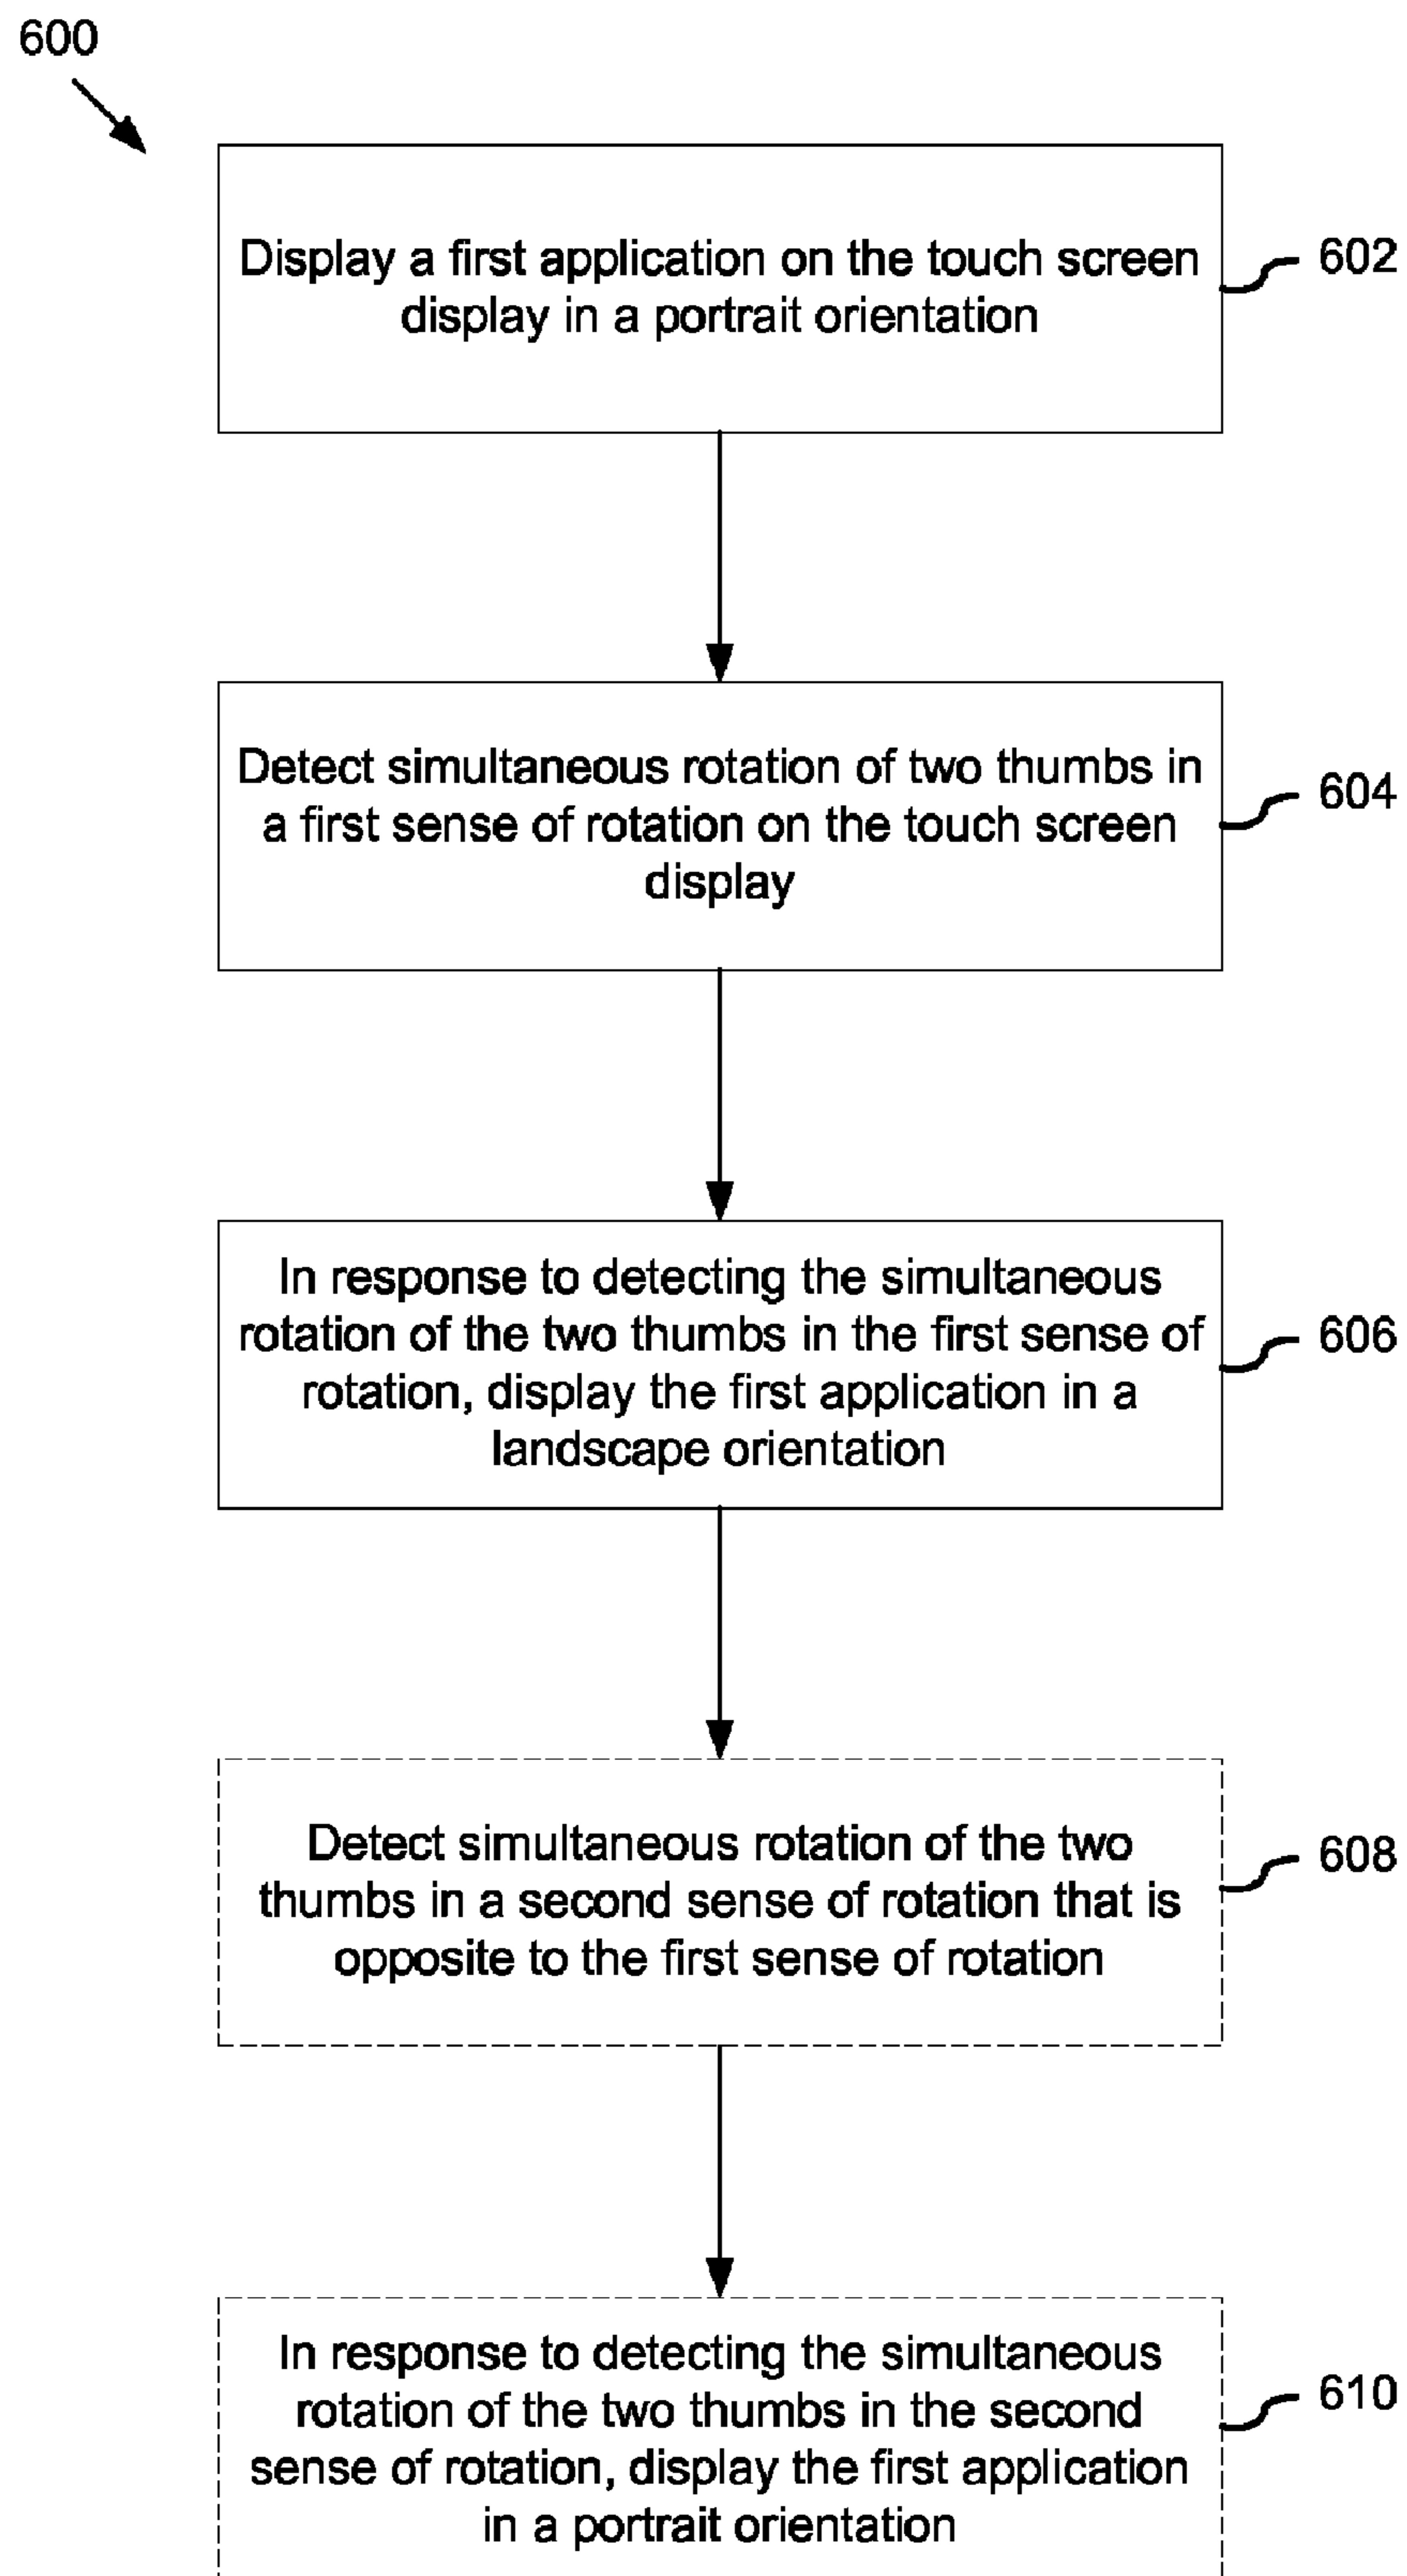 600
Display a first application on the touch screen
display in a portrait orientation
602
Detect simultaneous rotation of two thumbs in
a first sense of rotation on the touch screen
display
604
In response to detecting the simultaneous
rotation of the two thumbs in the first sense of
rotation, display the first application in a
landscape orientation
606
Detect simultaneous rotation of the two
thumbs in a second sense of rotation that is
opposite to the first sense of rotation
608
In response to detecting the simultaneous
rotation of the two thumbs in the second
sense of rotation, display the first application
in a portrait orientation
610